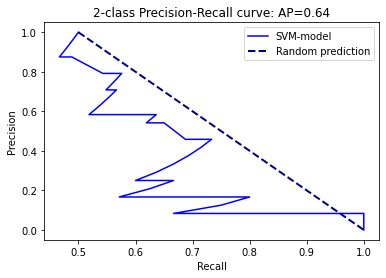 2-class Precision-Recall curve: AP=0.64
SVM-model
Random prediction
Precision
1.0
0.8
0.6
0.4
0.2
0.0
0.5 0.6 0.7 0.8 0.9 1.0
Recall